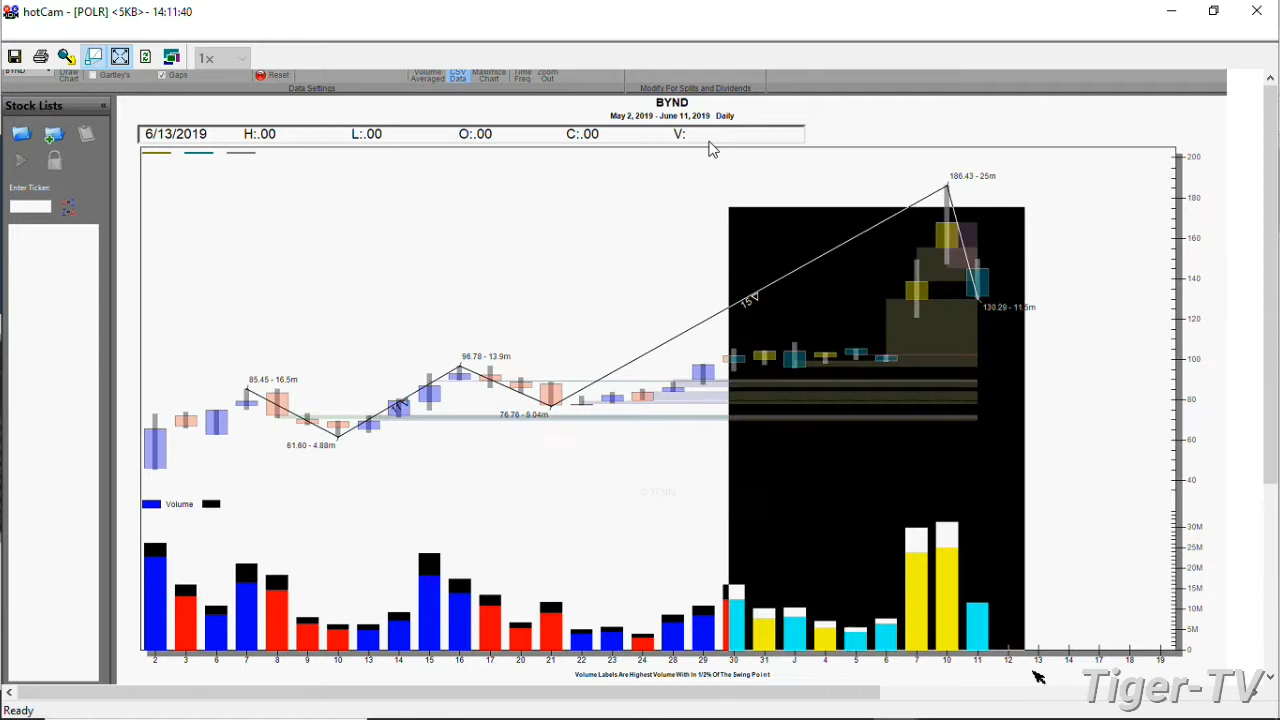 hotCam - [POLR] <5KB> - 14:11:40
1×
BYND
Draw Chart
Gartley's
Gaps
Reset
Volume Averaged
CSV Data
Maximize Chart
Time Freq
Zoom Out
Data Settings
Modify For Splits and Dividends
Stock Lists
«
Enter Ticker:
BYND
May 2, 2019 - June 11, 2019 Daily
6/13/2019 H:.00 L:.00 O:.00 C:.00 V:
200
186.43 - 25m
180
160
140
15
130.29 - 11.5m
120
96.78 - 13.9m
100
85.45 - 16.5m
80
76.76 - 9.04m
61.60 - 4.88m
60
40
Volume
30M
25M
20M
15M
10M
5M
0
6 7 13 14 15 16 17 20 21 22 23 24 28 29 30 31 3 4 5 6 7 10 11 12 13 14 17 18 19
Volume Labels Are Highest Volume With In 1/2% Of The Swing Point
Tiger-TV
Ready